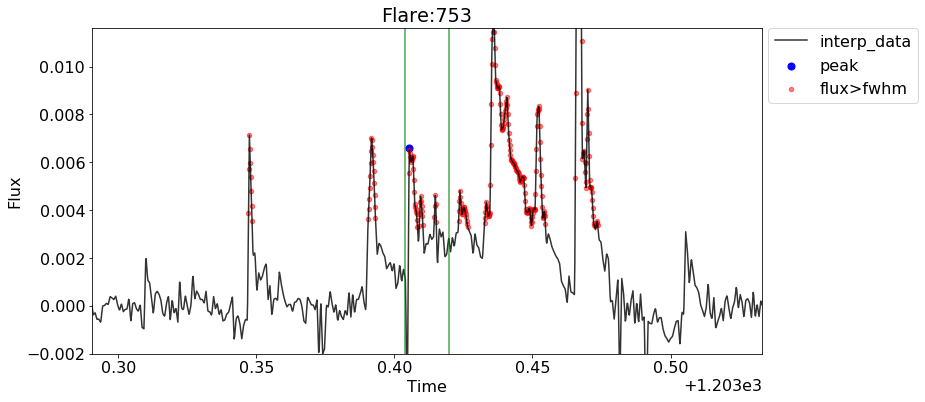 Flare:753
interp_data
peak
flux>fwhm
Flux
0.010
0.008
0.006
0.004
0.002
0.000
−0.002
0.30
0.35
0.40
0.45
0.50
Time
+1.203e3